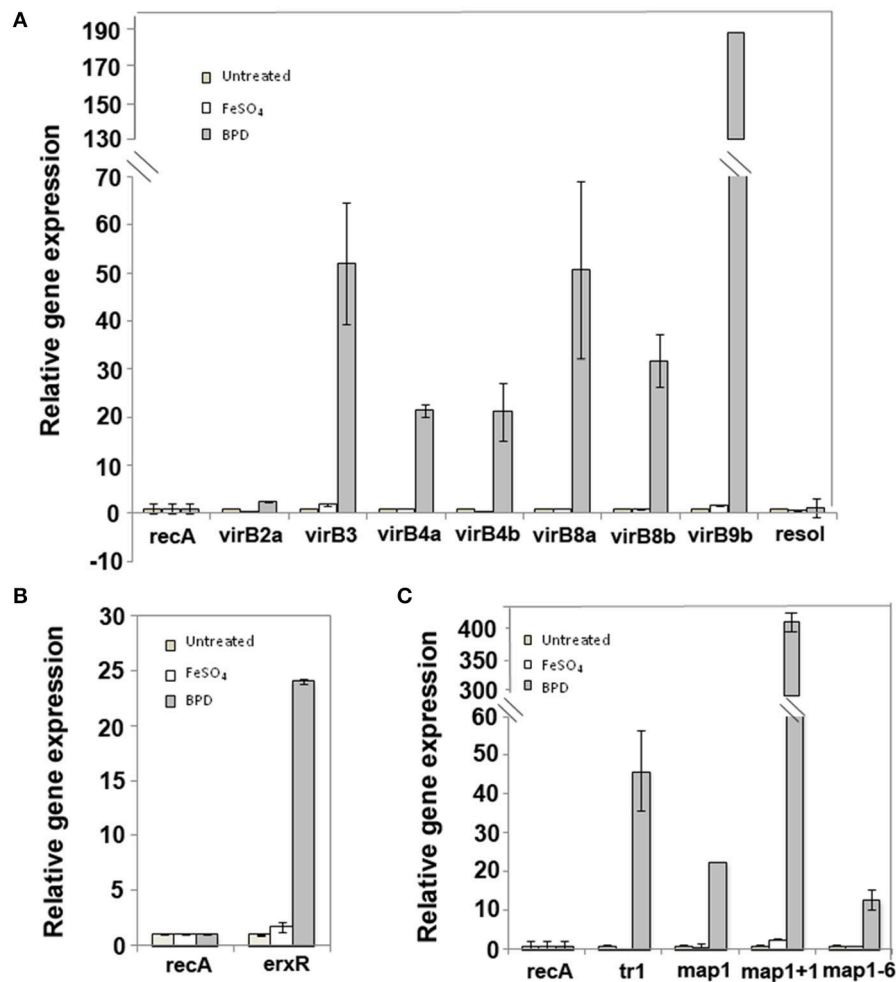 A
Relative gene expression
190
170
150
130
70
60
50
40
30
20
10
0
-10
Untreated
FeSO₄
BPD
recA virB2a virB3 virB4a virB4b virB8a virB8b virB9b resol
B
Relative gene expression
30
25
20
15
10
5
0
Untreated
FeSO₄
BPD
recA erxR
C
Relative gene expression
400
350
300
60
50
40
30
20
10
0
Untreated
FeSO₄
BPD
recA tr1 map1 map1+1 map1-6